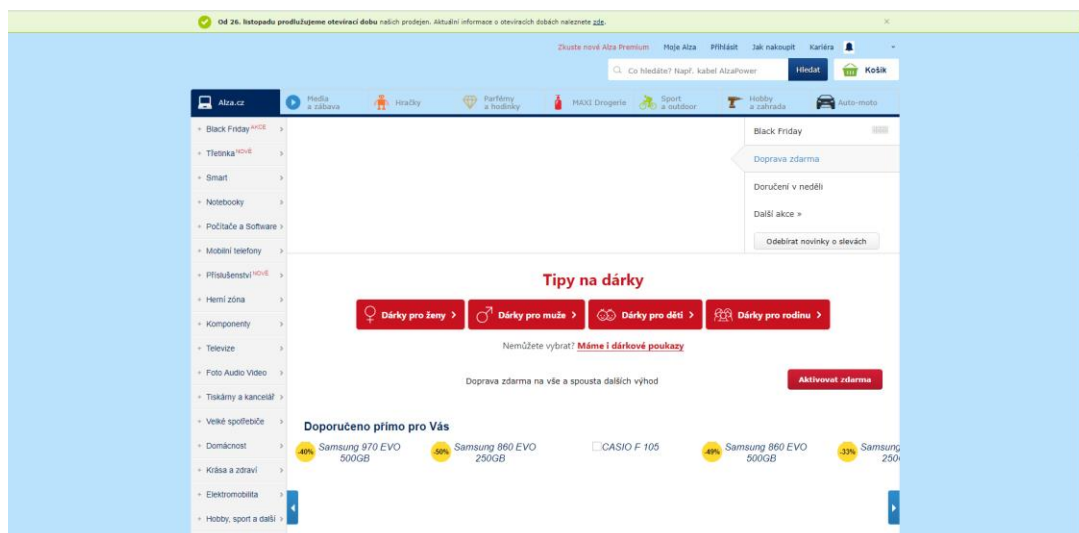 Od 26. listopadu prodlužujeme otevírací dobu našich prodejen. Aktuální informace o otevíracích dobách naleznete zde.
Zkuste nové Alza Premium Moje Alza Přihlásit Jak nakoupit Kariéra
Co hledáte? Např. kabel AlzaPower Hledat Košík
Alza.cz
Media
a zábava
Hračky
Parfémy
a hodinky
MAXI Drogerie
Sport
a outdoor
Hobby
a zahrada
Auto-moto
Black Friday AKCE
Třetinka NOVÉ
Smart
Notebooky
Počítače a Software
Mobilní telefony
Příslušenství NOVÉ
Herní zóna
Komponenty
Televize
Foto Audio Video
Tiskárny a kancelář
Velké spotřebiče
Domácnost
Krása a zdraví
Elektromobilita
Hobby, sport a další
Black Friday
Doprava zdarma
Doručení v neděli
Další akce »
Odebírat novinky o slevách
Tipy na dárky
Dárky pro ženy
Dárky pro muže
Dárky pro děti
Dárky pro rodinu
Nemůžete vybrat? Máme i dárkové poukazy
Doprava zdarma na vše a spousta dalších výhod
Aktivovat zdarma
Doporučeno přímo pro Vás
-40% Samsung 970 EVO
500GB
-50% Samsung 860 EVO
250GB
CASIO F 105
-49% Samsung 860 EVO
500GB
-33% Samsung
250